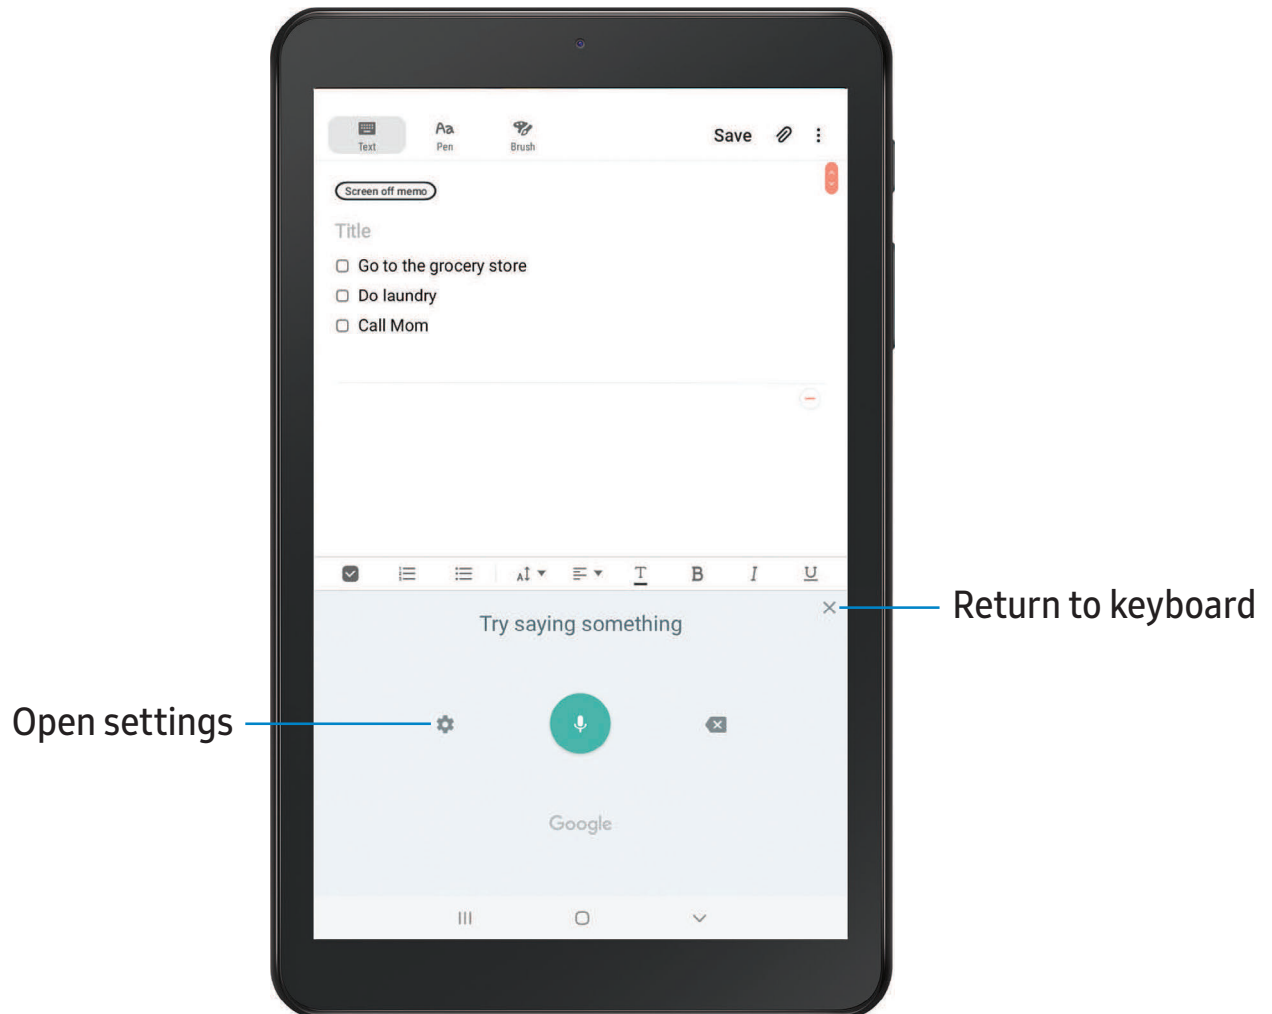 Text
Aa
Pen
Brush
Save
Screen off memo
Title
Go to the grocery store
Do laundry
Call Mom
A
T
B
I
U
Try saying something
Return to keyboard
Open settings
Google